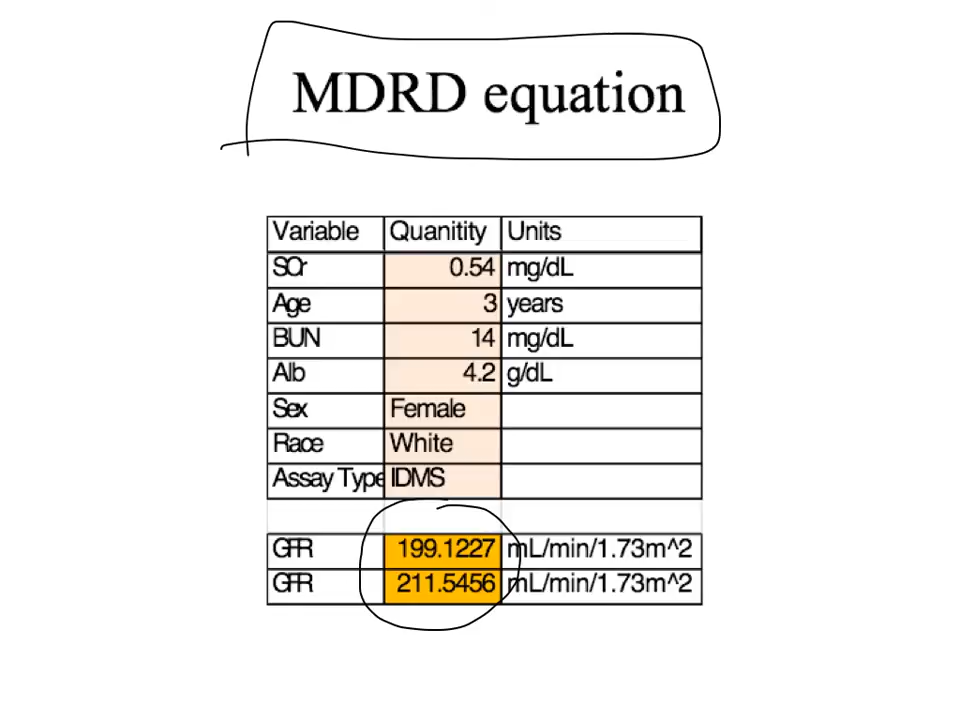 MDRD equation
Variable Quanitity Units
SCr 0.54 mg/dL
Age 3 years
BUN 14 mg/dL
Alb 4.2 g/dL
Sex Female
Race White
Assay Type IDMS
GFR 199.1227 mL/min/1.73m^2
GFR 211.5456 mL/min/1.73m^2